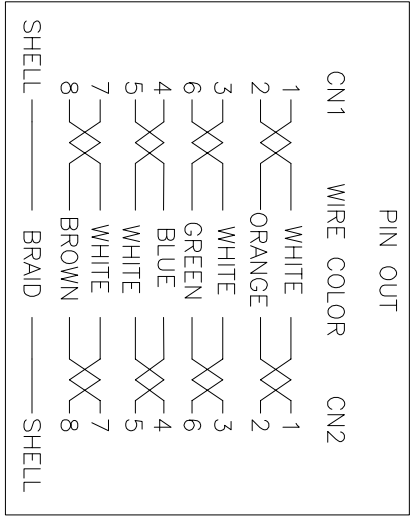 PIN OUT
CN1 WIRE COLOR CN2
1 WHITE 1
2 ORANGE 2
3 WHITE 3
6 GREEN 6
4 BLUE 4
5 WHITE 5
7 WHITE 7
8 BROWN 8
SHELL BRAID SHELL